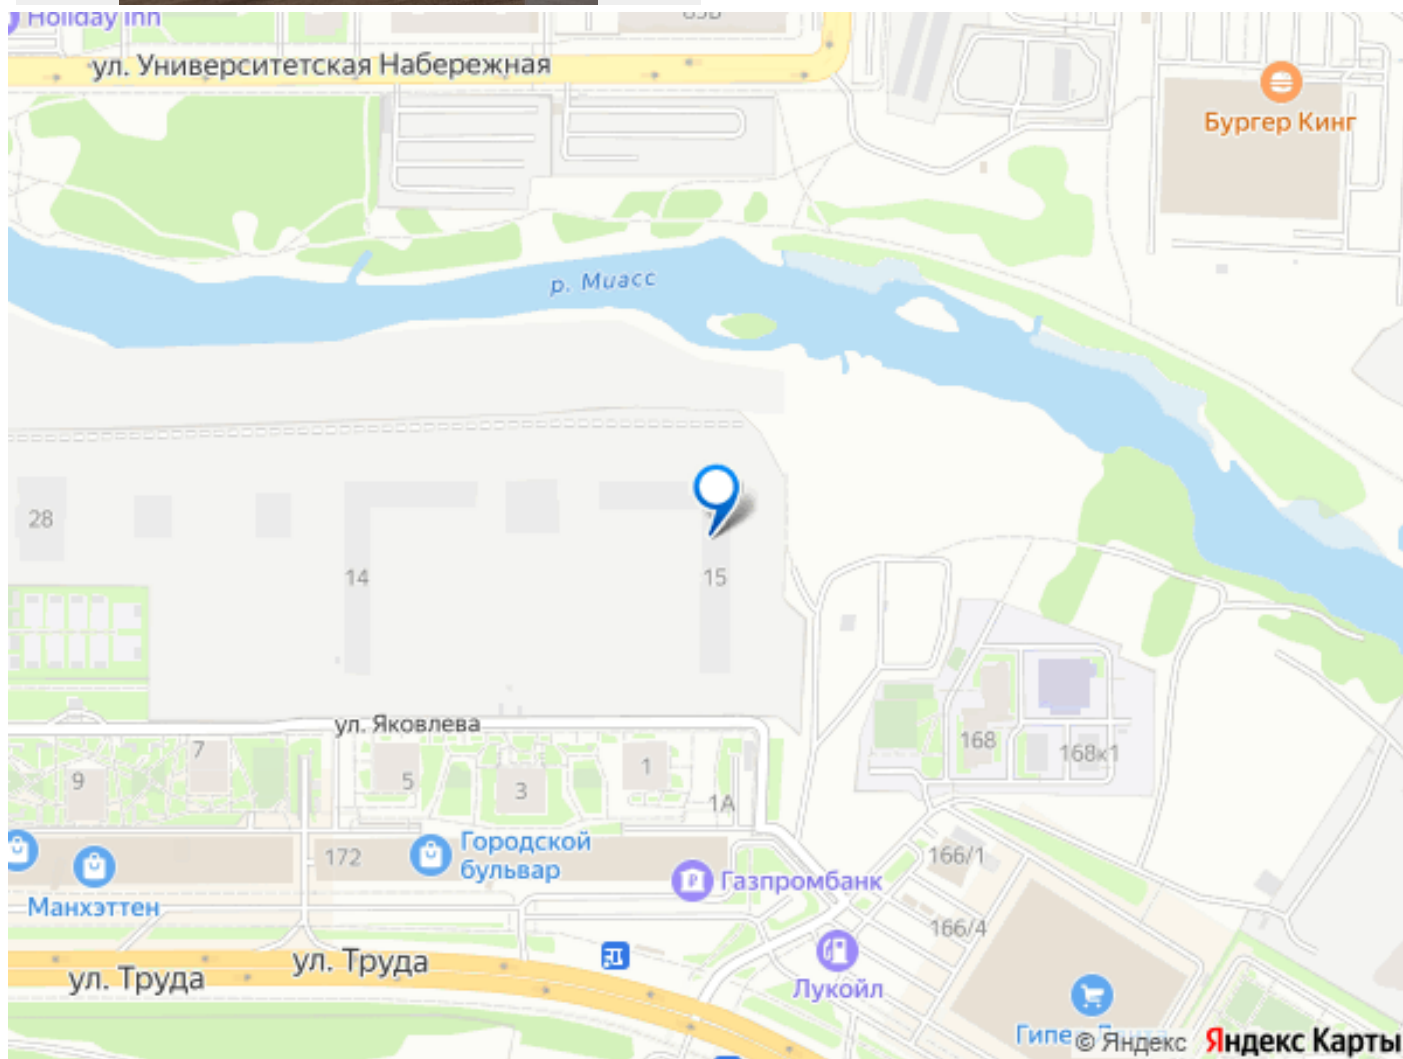 Holiday Inn
ул. Университетская Набережная
Бургер Кинг
р. Миасс
28
14
15
ул. Яковлева
7
9
5
3
1
1А
168
168к1
172
Городской
бульвар
Манхэттен
Газпромбанк
166/1
166/4
ул. Труда
ул. Труда
Лукойл
© Яндекс Яндекс Карты